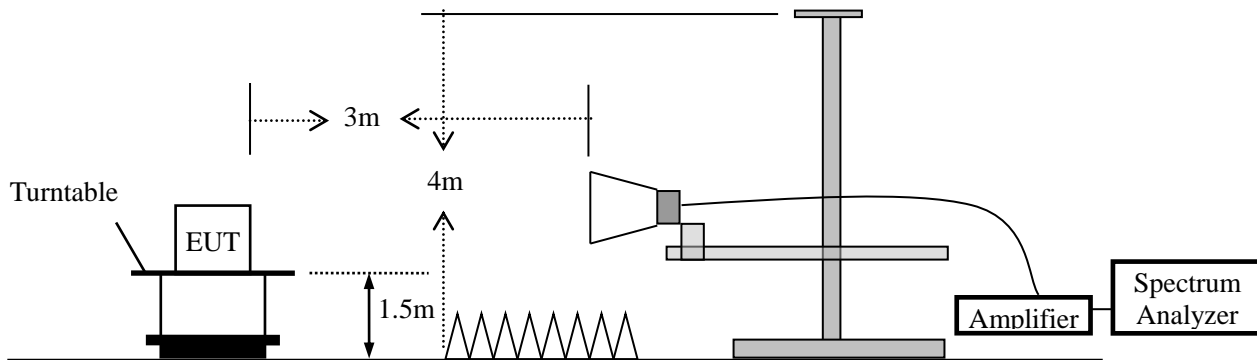 3m
4m
Turntable
EUT
1.5m
Amplifier
Spectrum
Analyzer